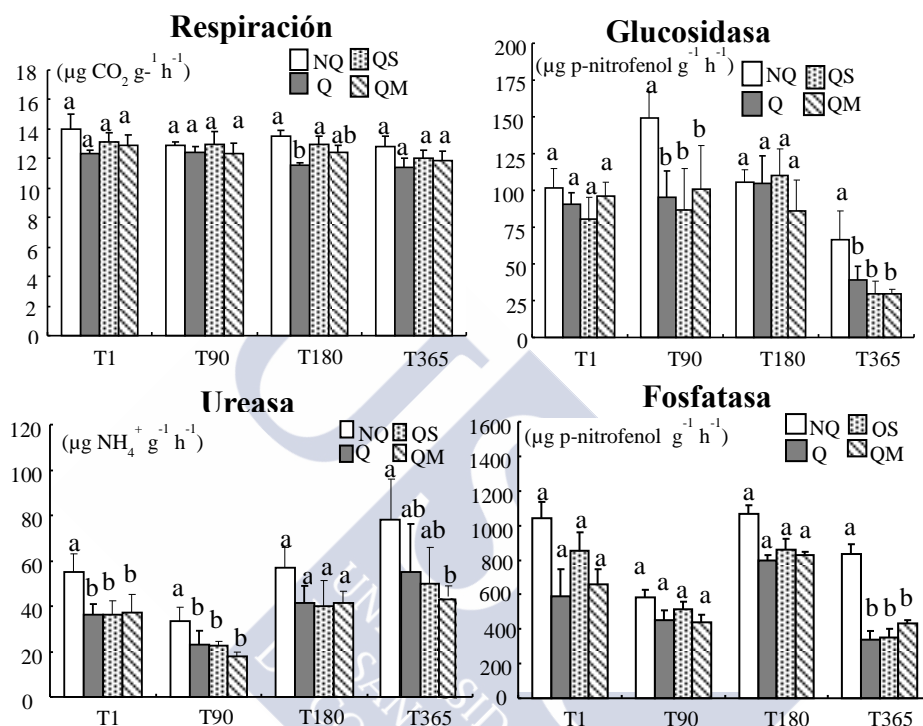 Respiración
(µg CO2 g-1 h-1)
NQ QS
Q QM
18
16
14
12
10
8
6
4
2
0
a a a a a a a a a b a ab a a a a
T1 T90 T180 T365
Glucosidasa
(µg p-nitrofenol g-1 h-1)
NQ QS
Q QM
200
175
150
125
100
75
50
25
0
a a a a a b b b a a a a a b b b
T1 T90 T180 T365
Ureasa
(µg NH4+ g-1 h-1)
NQ QS
Q QM
120
100
80
60
40
20
0
a b b b a b b b a a a a a ab ab b
T1 T90 T180 T365
Fosfatasa
(µg p-nitrofenol g-1 h-1)
NQ QS
Q QM
1600
1400
1200
1000
800
600
400
200
0
a a a a a a a a a a a a a b b b
T1 T90 T180 T365